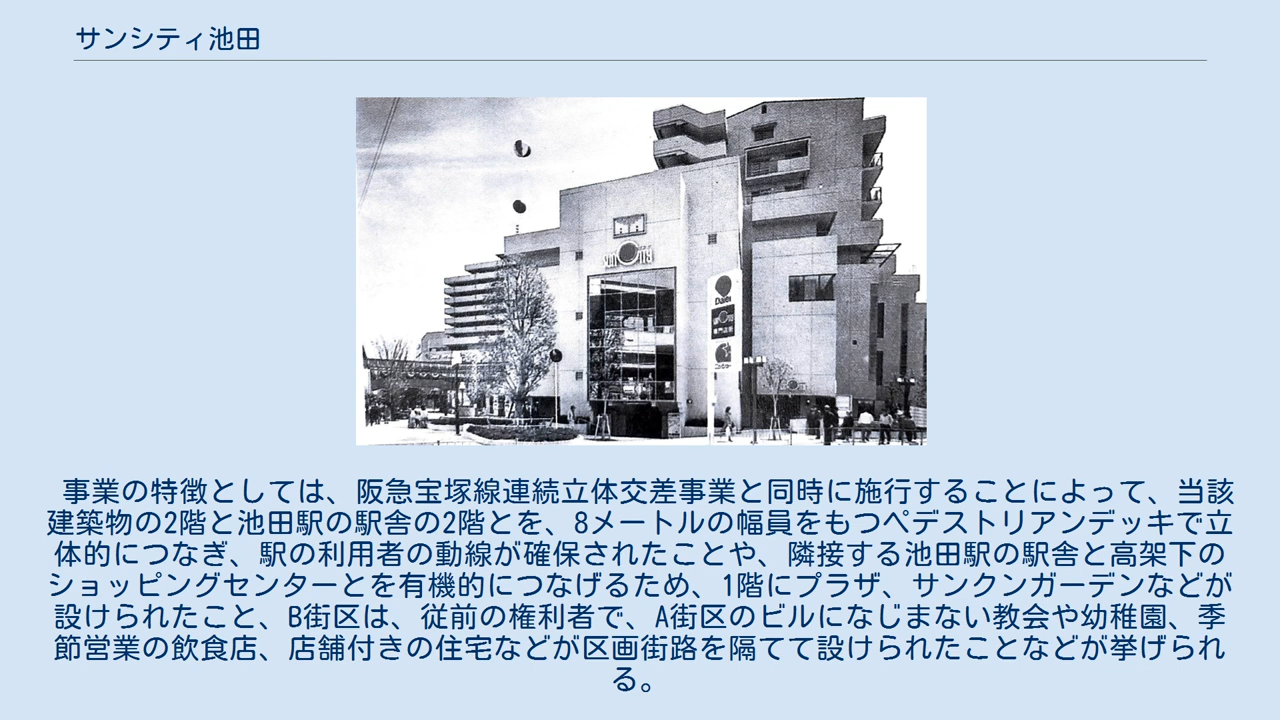 サンシティ池田
Sun City
Daiei
専門店街
事業の特徴としては、阪急宝塚線連続立体交差事業と同時に施行することによって、当該
建築物の2階と池田駅の駅舎の2階とを、8メートルの幅員をもつペデストリアンデッキで立
体的につなぎ、駅の利用者の動線が確保されたことや、隣接する池田駅の駅舎と高架下の
ショッピングセンターとを有機的につなげるため、1階にプラザ、サンクンガーデンなどが
設けられたこと、B街区は、従前の権利者で、A街区のビルになじまない教会や幼稚園、季
節営業の飲食店、店舗付きの住宅などが区画街路を隔てて設けられたことなどが挙げられ
る。